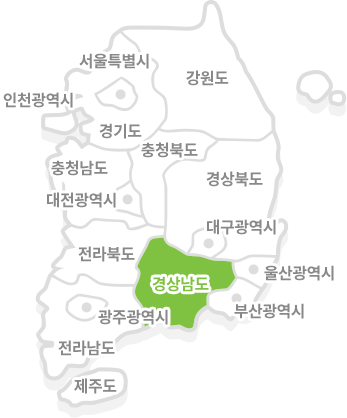 서울특별시
강원도
인천광역시
경기도
충청북도
충청남도
경상북도
대전광역시
대구광역시
전라북도
울산광역시
경상남도
부산광역시
광주광역시
전라남도
제주도